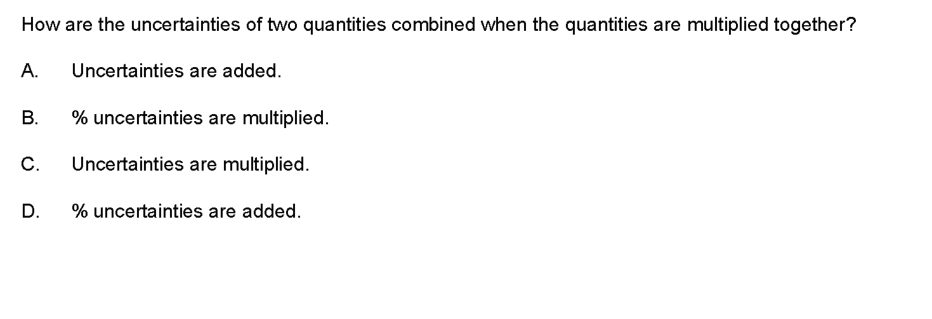 How are the uncertainties of two quantities combined when the quantities are multiplied together?
A. Uncertainties are added.
B. % uncertainties are multiplied.
C. Uncertainties are multiplied.
D. % uncertainties are added.